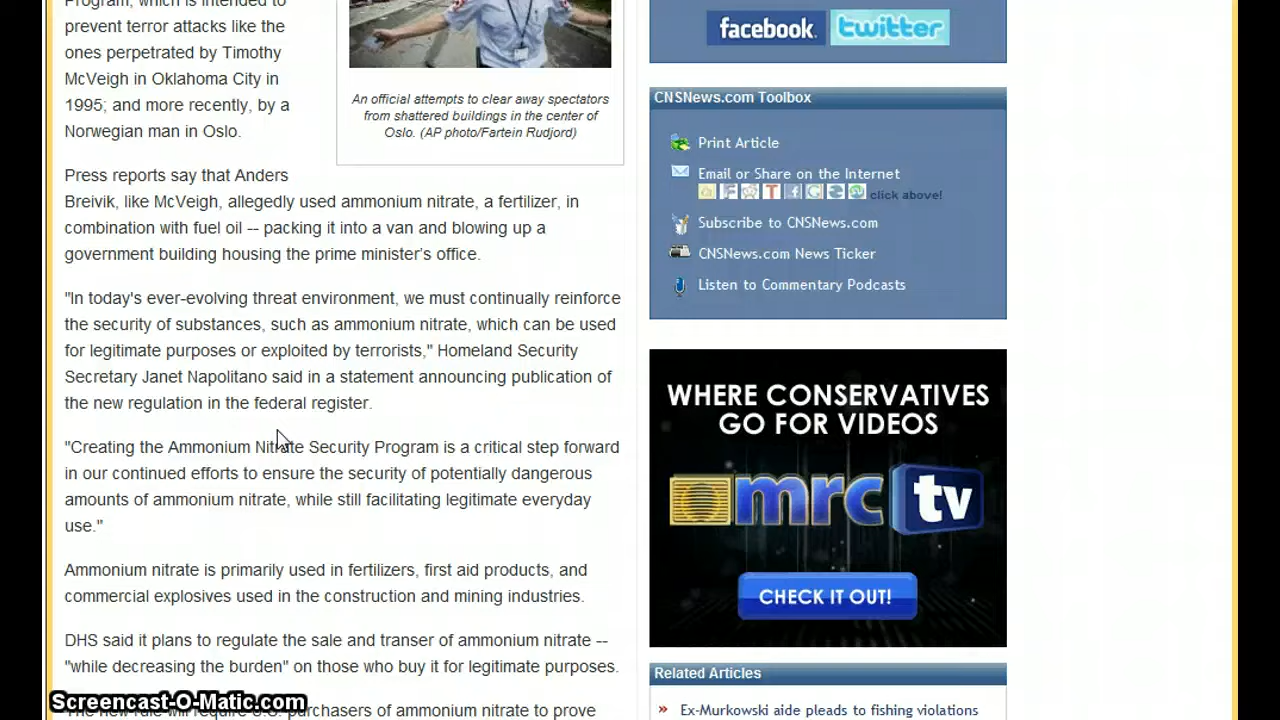 Program, which is intended to
prevent terror attacks like the
ones perpetrated by Timothy
McVeigh in Oklahoma City in
1995; and more recently, by a
Norwegian man in Oslo.
An official attempts to clear away spectators
from shattered buildings in the center of
Oslo. (AP photo/Fartein Rudjord)
Press reports say that Anders
Breivik, like McVeigh, allegedly used ammonium nitrate, a fertilizer, in
combination with fuel oil -- packing it into a van and blowing up a
government building housing the prime minister's office.
"In today's ever-evolving threat environment, we must continually reinforce
the security of substances, such as ammonium nitrate, which can be used
for legitimate purposes or exploited by terrorists," Homeland Security
Secretary Janet Napolitano said in a statement announcing publication of
the new regulation in the federal register.
"Creating the Ammonium Nitrate Security Program is a critical step forward
in our continued efforts to ensure the security of potentially dangerous
amounts of ammonium nitrate, while still facilitating legitimate everyday
use."
Ammonium nitrate is primarily used in fertilizers, first aid products, and
commercial explosives used in the construction and mining industries.
DHS said it plans to regulate the sale and transer of ammonium nitrate --
"while decreasing the burden" on those who buy it for legitimate purposes.
"The new rule will require U.S. purchasers of ammonium nitrate to prove
Screencast-O-Matic.com
facebook. twitter
CNSNews.com Toolbox
Print Article
Email or Share on the Internet
click above!
Subscribe to CNSNews.com
CNSNews.com News Ticker
Listen to Commentary Podcasts
WHERE CONSERVATIVES
GO FOR VIDEOS
mrc tv
CHECK IT OUT!
Related Articles
Ex-Murkowski aide pleads to fishing violations